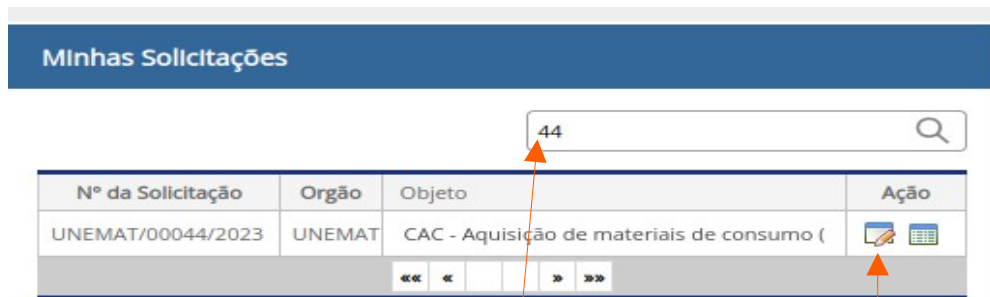 Minhas Solicitações
44
Nº da Solicitação Orgão Objeto Ação
UNEMAT/00044/2023 UNEMAT CAC - Aquisição de materiais de consumo (
«« « » »»